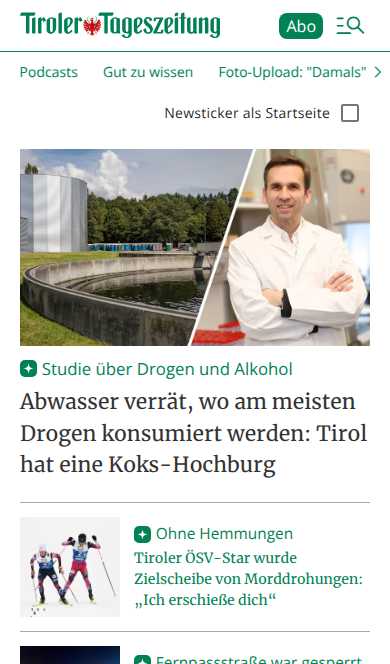 Tiroler Tageszeitung
Abo
Podcasts Gut zu wissen Foto-Upload: "Damals"
Newsticker als Startseite
Studie über Drogen und Alkohol
Abwasser verrät, wo am meisten
Drogen konsumiert werden: Tirol
hat eine Koks-Hochburg
Ohne Hemmungen
Tiroler ÖSV-Star wurde
Zielscheibe von Morddrohungen:
„Ich erschieße dich“
Fernpassstraße war gesperrt